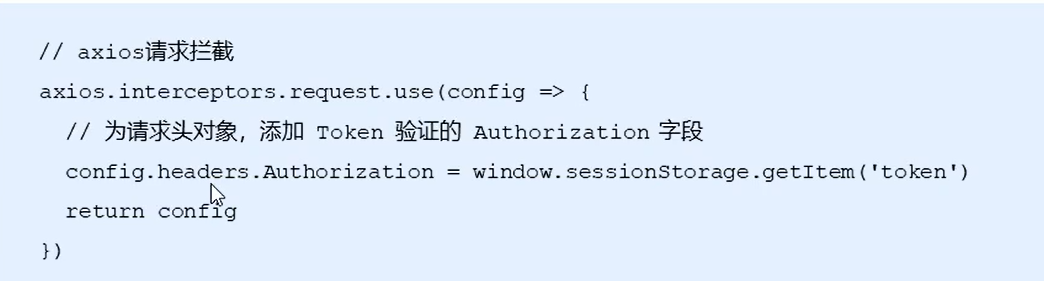 // axios请求拦截
axios.interceptors.request.use(config => {
// 为请求头对象，添加 Token 验证的 Authorization 字段
config.headers.Authorization = window.sessionStorage.getItem('token')
return config
})